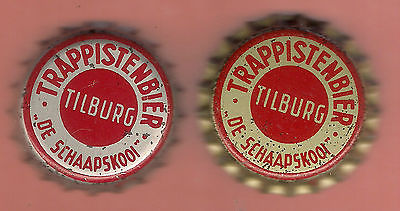 · TRAPPISTENBIER ·
TILBURG
„DE SCHAAPSKOOI"
· TRAPPISTENBIER ·
TILBURG
„DE SCHAAPSKOOI"